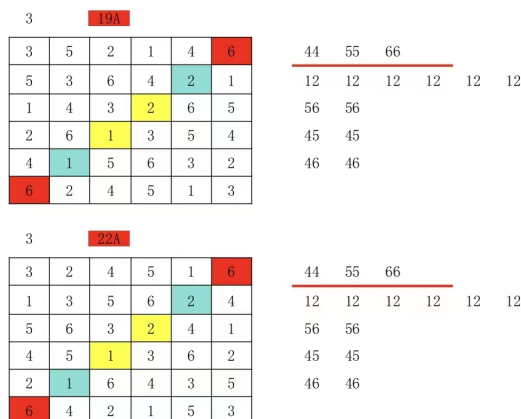 3 19A
3 5 2 1 4 6 44 55 66
5 3 6 4 2 1 12 12 12 12 12 12
1 4 3 2 6 5 56 56
2 6 1 3 5 4 45 45
4 1 5 6 3 2 46 46
6 2 4 5 1 3
3 22A
3 2 4 5 1 6 44 55 66
1 3 5 6 2 4 12 12 12 12 12 12
5 6 3 2 4 1 56 56
4 5 1 3 6 2 45 45
2 1 6 4 3 5 46 46
6 4 2 1 5 3